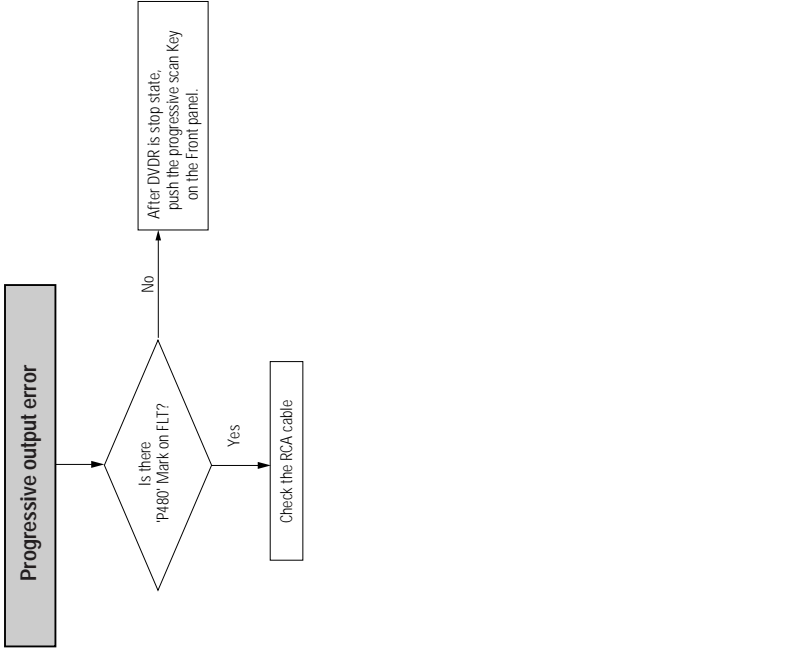 Progressive output error
Is there
'P480' Mark on FLT?
No
After DVDR is stop state,
push the progressive scan Key
on the Front panel.
Yes
Check the RCA cable